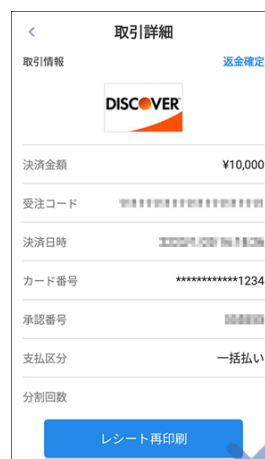 取引詳細
取引情報 返金確定
DISCOVER
決済金額 ¥10,000
受注コード
決済日時
カード番号 ************1234
承認番号
支払区分 一括払い
分割回数
レシート再印刷